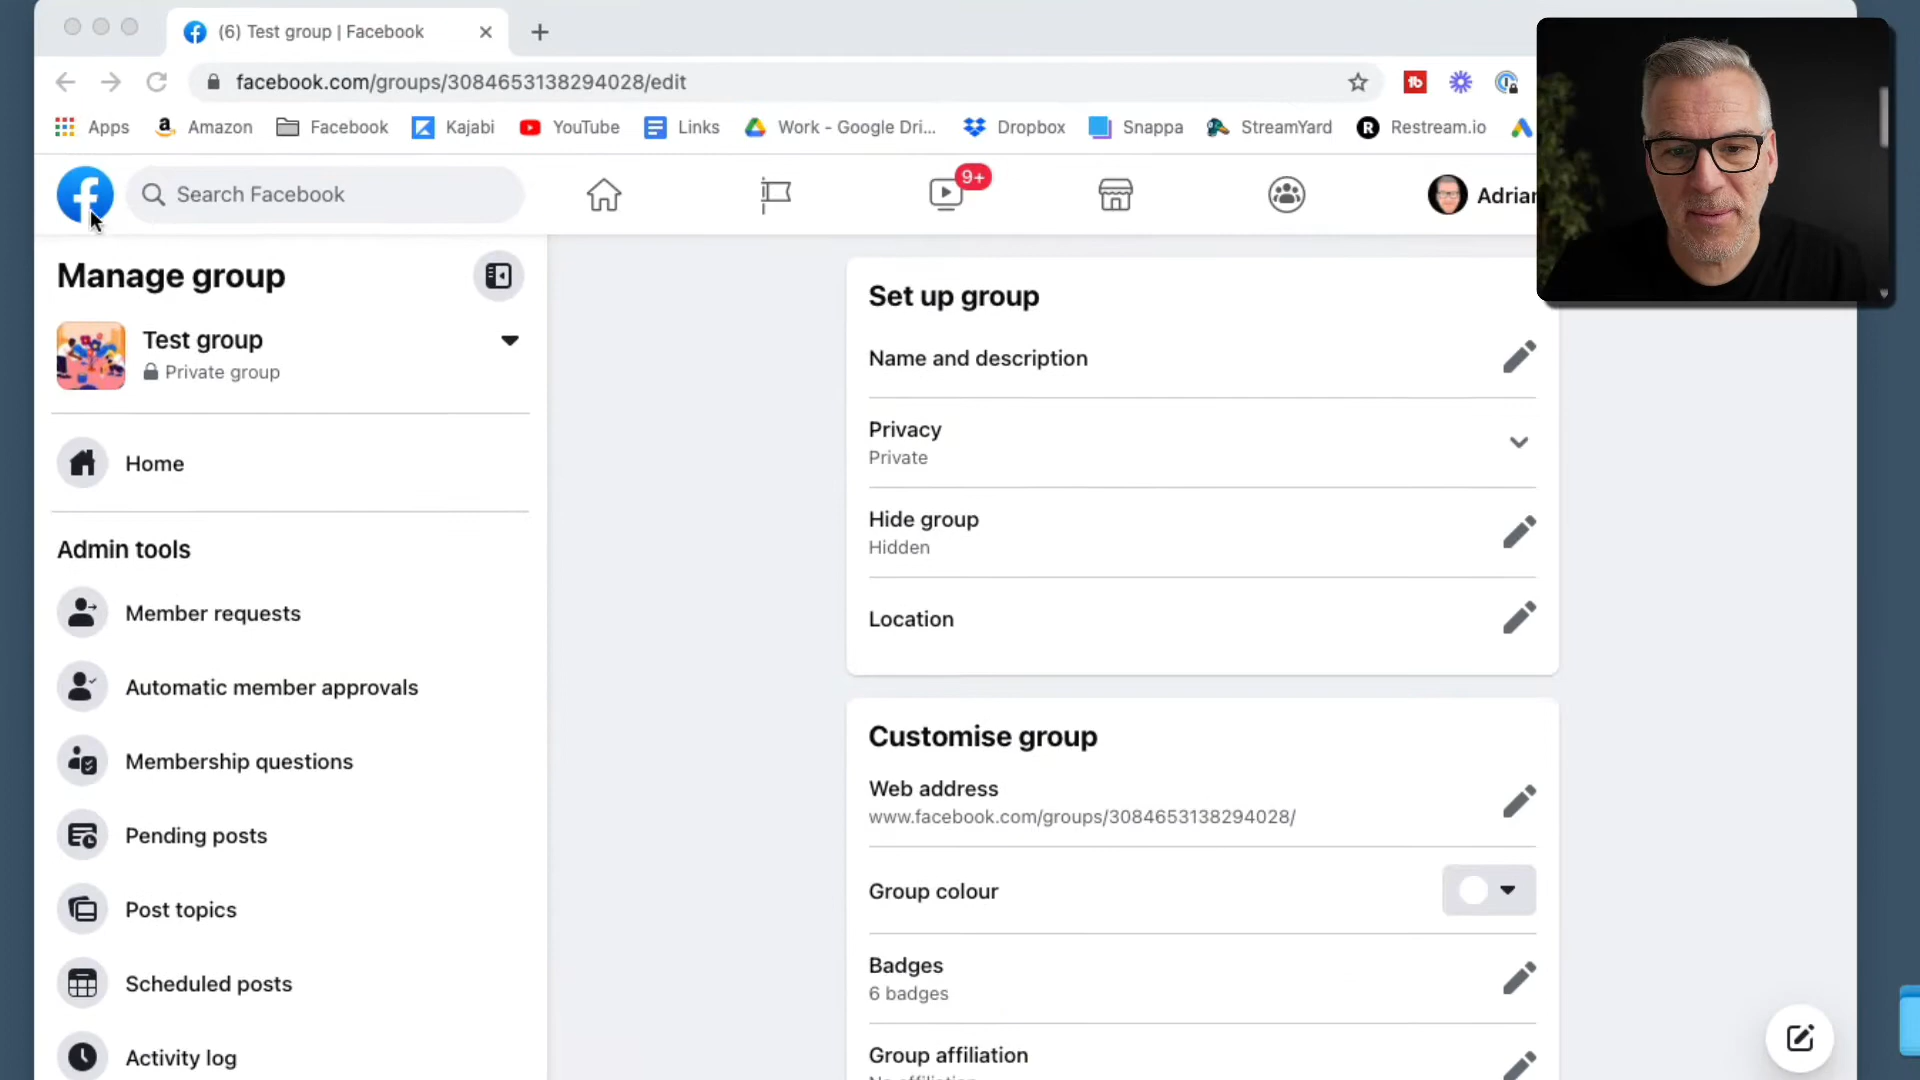 (6) Test group | Facebook
facebook.com/groups/3084653138294028/edit
Apps Amazon Facebook Kajabi YouTube Links Work - Google Dri... Dropbox Snappa StreamYard Restream.io
Search Facebook
9+
Adrian
Manage group
Test group
Private group
Home
Admin tools
Member requests
Automatic member approvals
Membership questions
Pending posts
Post topics
Scheduled posts
Activity log
Set up group
Name and description
Privacy
Private
Hide group
Hidden
Location
Customise group
Web address
www.facebook.com/groups/3084653138294028/
Group colour
Badges
6 badges
Group affiliation